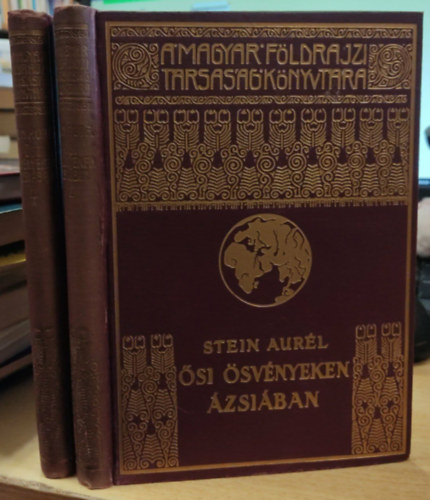 A MAGYAR FÖLDRAJZI
TÁRSASÁG KÖNYVTÁRA
STEIN AURÉL
ŐSI ÖSVÉNYEKEN
ÁZSIÁBAN